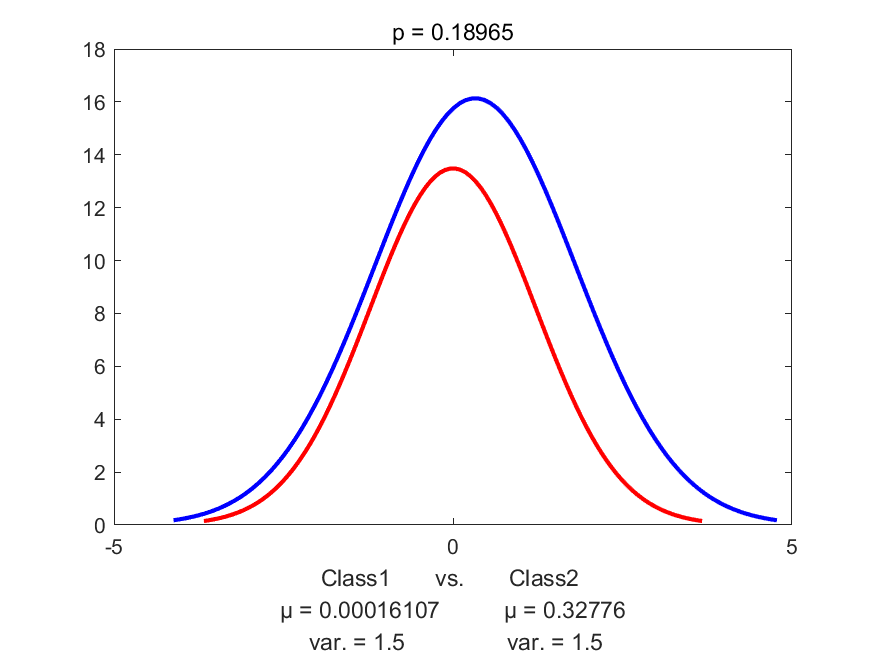 p = 0.18965
18
16
14
12
10
8
6
4
2
0
-5 0 5
Class1 vs. Class2
μ = 0.00016107 μ = 0.32776
var. = 1.5 var. = 1.5